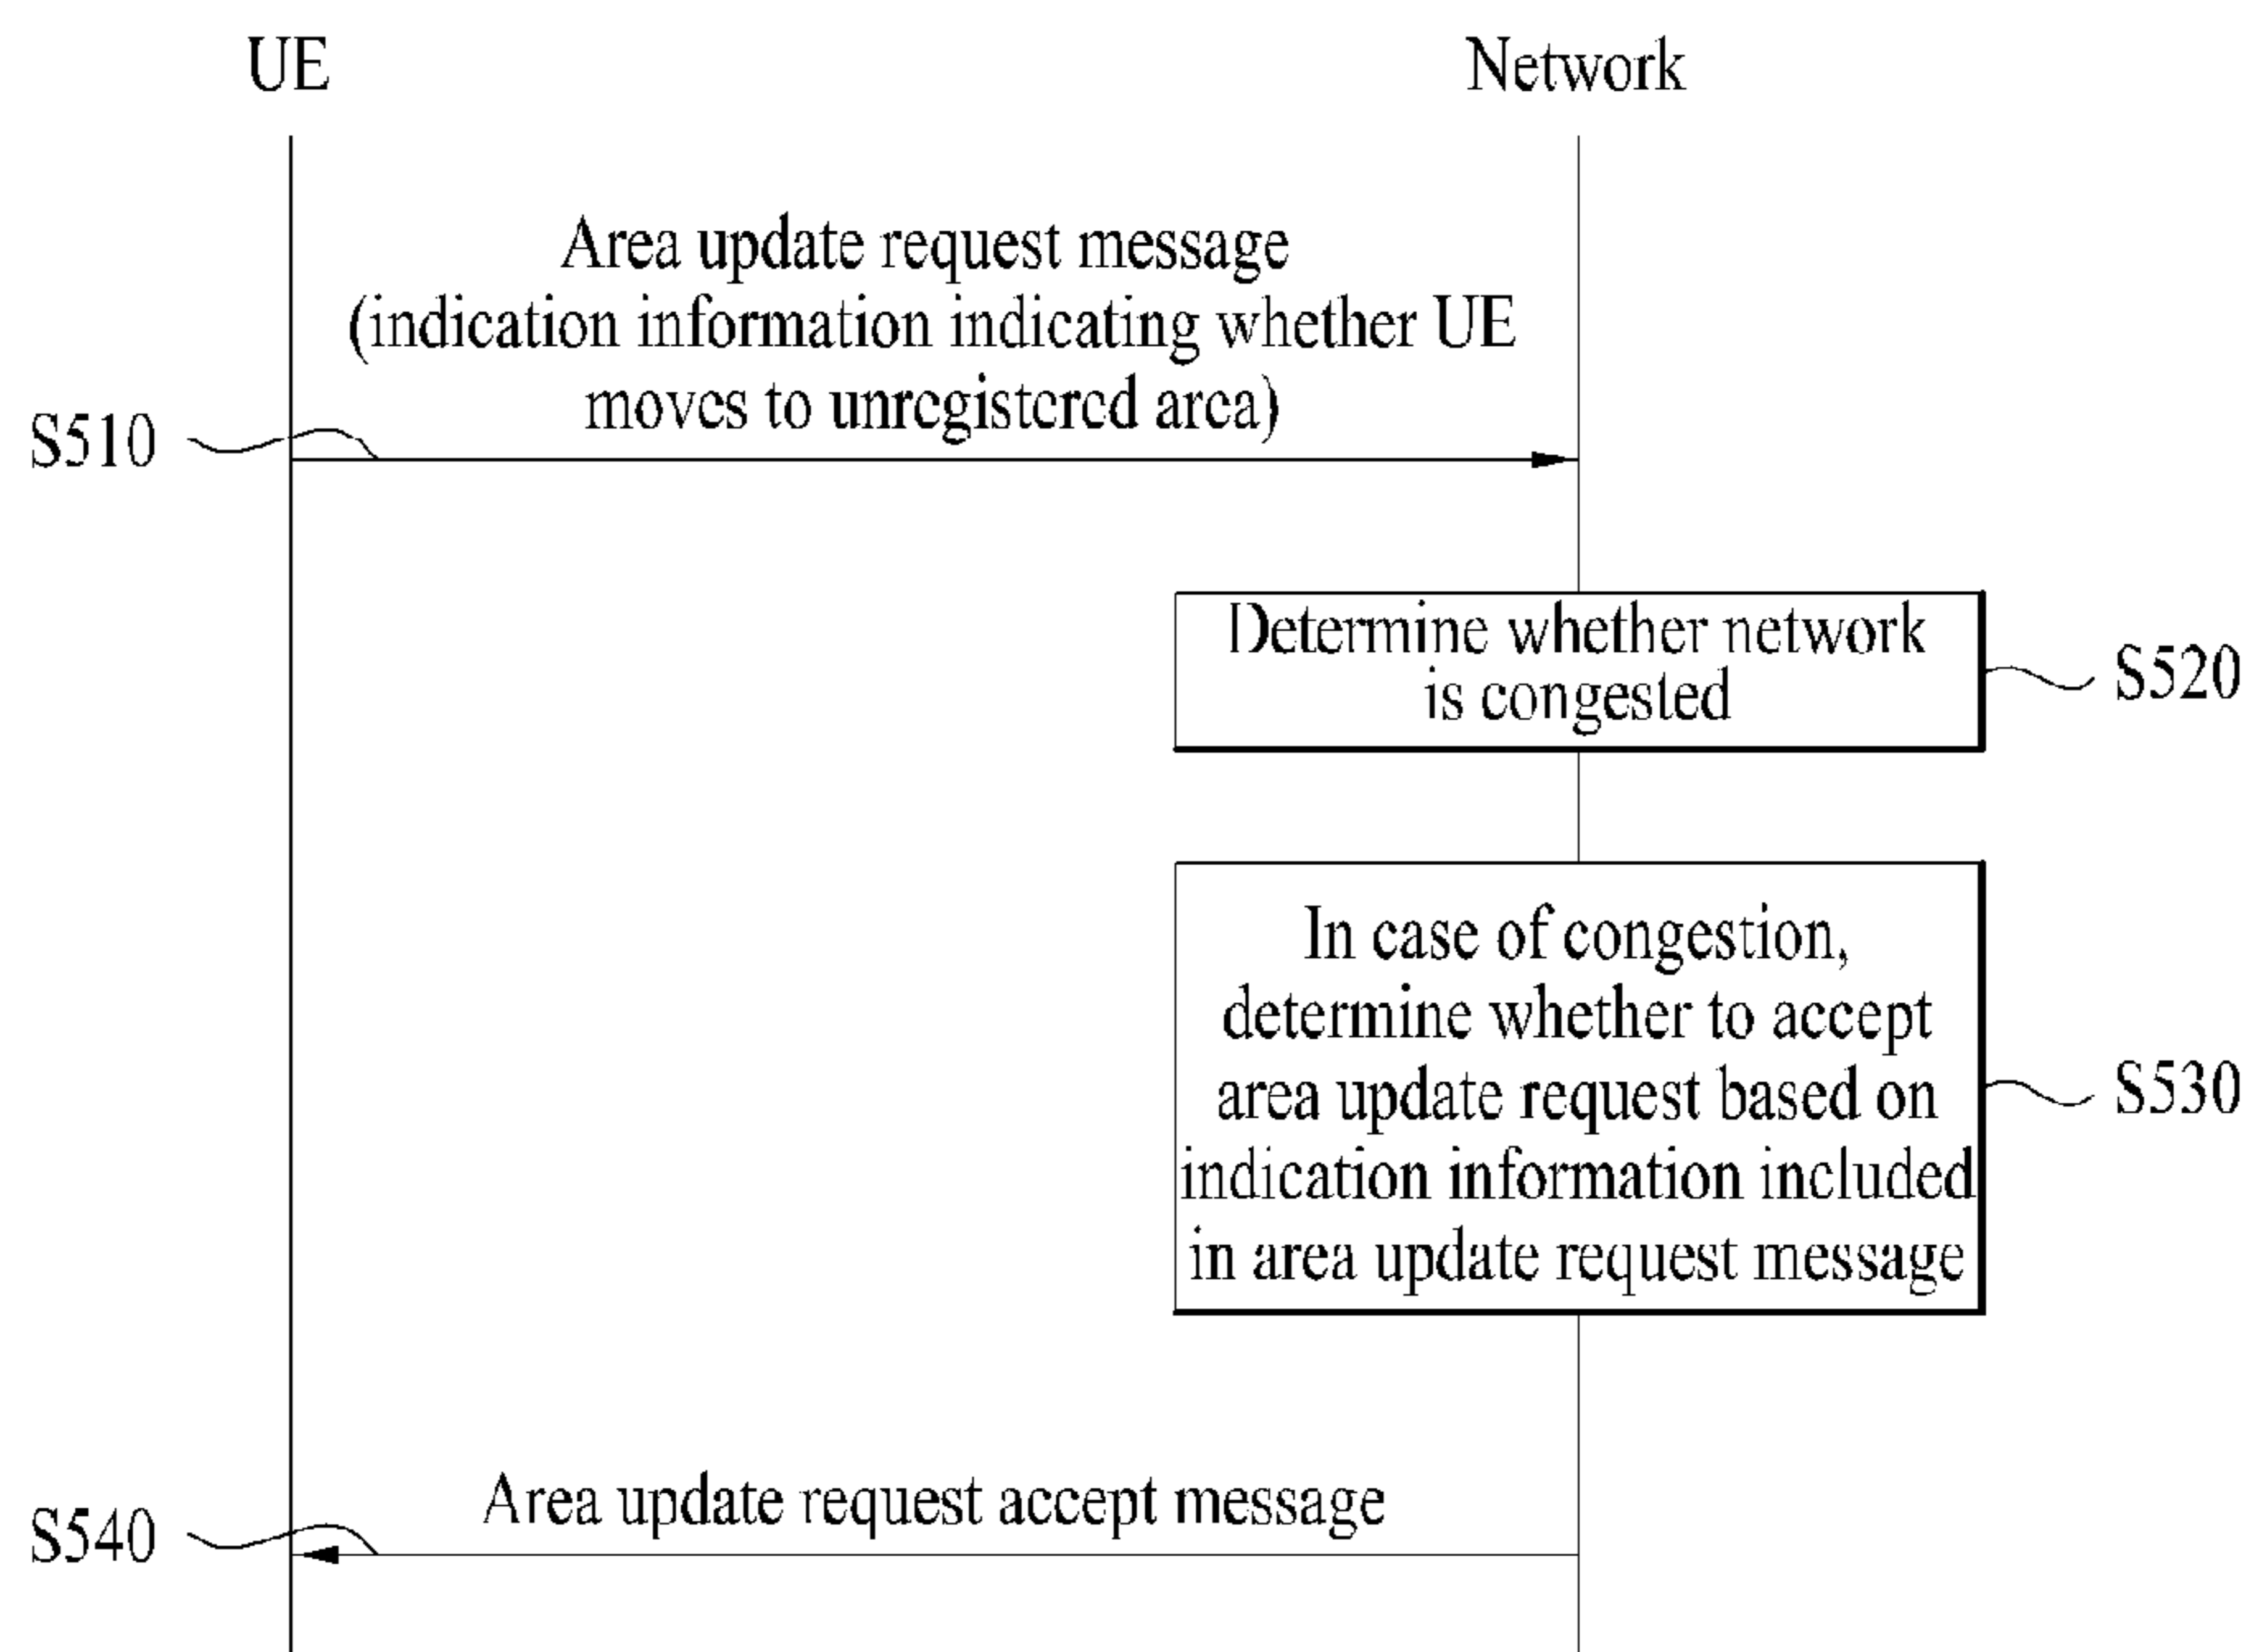 UE
Network
Area update request message
(indication information indicating whether UE
moves to unregistered area)
S510
Determine whether network
is congested
S520
In case of congestion,
determine whether to accept
area update request based on
indication information included
in area update request message
S530
Area update request accept message
S540